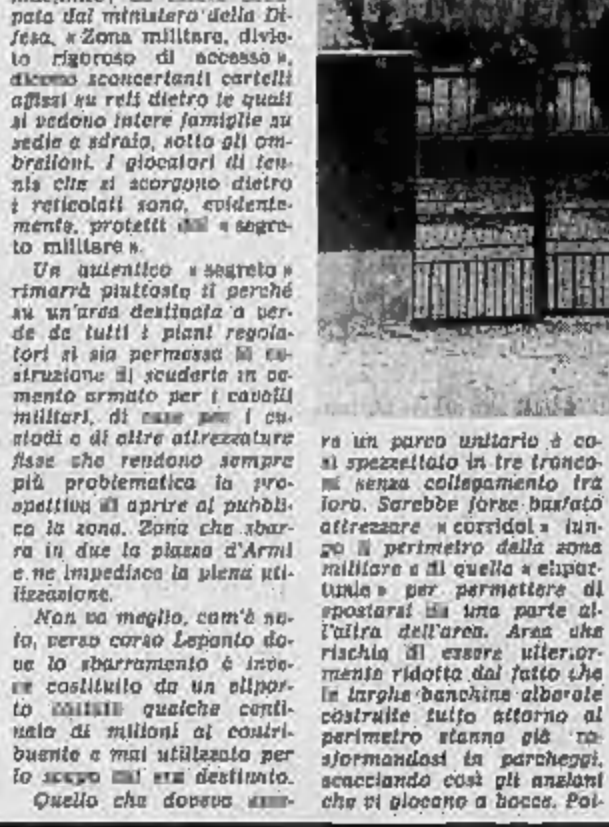 pata dal ministero della Di-
fesa. « Zona militare, divie-
to rigoroso di accesso »,
dicono sconcertanti cartelli
affissi su reti dietro le quali
si vedono intere famiglie su
sedie a sdraio, sotto gli om-
brelloni. I giocatori di ten-
nis che si scorgono dietro
i reticolati sono, evidente-
mente, protetti dal « segre-
to militare ».
Un autentico « segreto »
rimarrà piuttosto il perché
su un'area destinata a ver-
de da tutti i piani regola-
tori si sia permessa la co-
struzione di scuderie in ce-
mento armato per i cavalli
militari, di case per i cu-
stodi e di altre attrezzature
fisse che rendono sempre
più problematica la pro-
spettiva di aprire al pubbli-
co la zona. Zona che sbar-
ra in due la piazza d'Armi
e ne impedisce la piena uti-
lizzazione.
Non va meglio, com'è no-
to, verso corso Lepanto do-
ve lo sbarramento è inve-
ce costituito da un elipor-
to costato qualche centi-
naio di milioni al contri-
buente e mai utilizzato per
lo scopo cui era destinato.
Quello che doveva esse-
re un parco unitario è co-
sì spezzettato in tre tronco-
ni senza collegamento tra
loro. Sarebbe forse bastato
attrezzare « corridoi » lun-
go il perimetro della zona
militare e di quella « elipor-
tuale » per permettere di
spostarsi da una parte al-
l'altra dell'area. Area che
rischia di essere ulterior-
mente ridotta dal fatto che
le larghe banchine alberate
costruite tutto attorno al
perimetro stanno già tra-
sformandosi in parcheggi,
scacciando così gli anziani
che vi giocano a bocce. Poi-